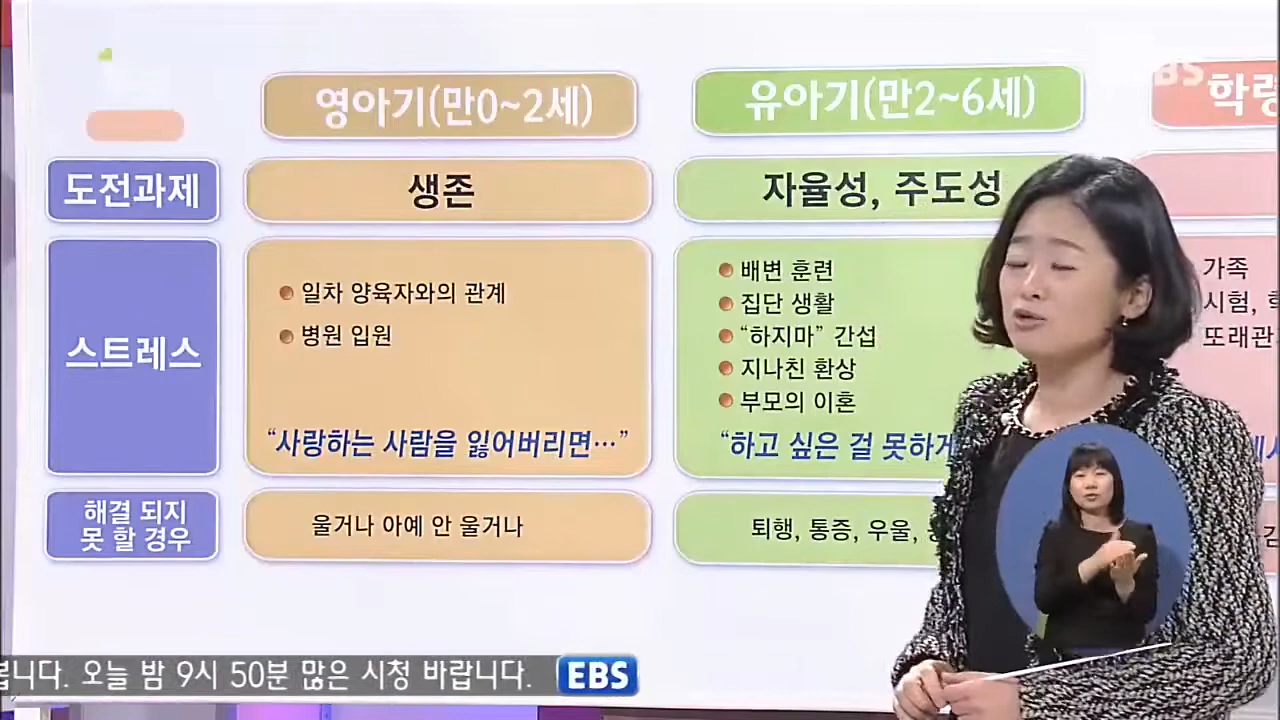 영아기(만0~2세)
유아기(만2~6세)
도전과제
생존
자율성, 주도성
스트레스
일차 양육자와의 관계
병원 입원
“사랑하는 사람을 잃어버리면…”
배변 훈련
집단 생활
“하지마” 간섭
지나친 환상
부모의 이혼
“하고 싶은 걸 못하게
가족
시험,
해결 되지
못 할 경우
울거나 아예 안 울거나
퇴행, 통증, 우울,
오늘 밤 9시 50분 많은 시청 바랍니다.
EBS